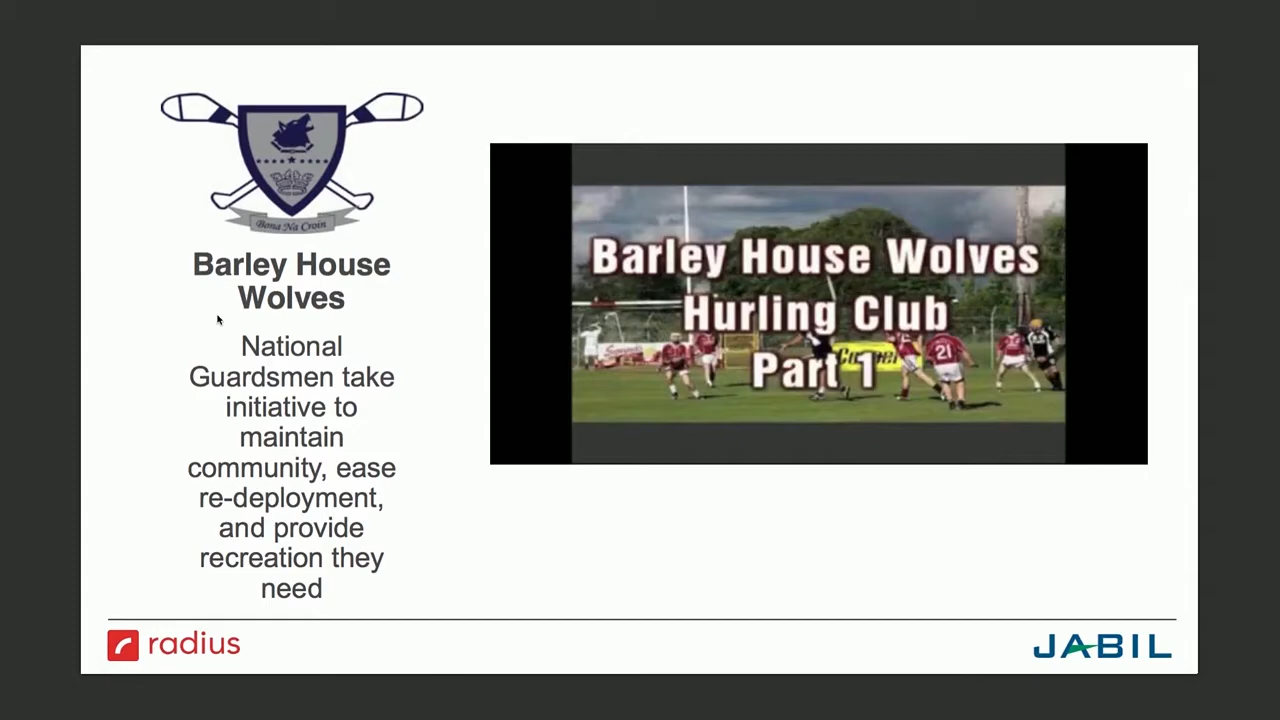 Bona Na Croin
Barley House
Wolves
National
Guardsmen take
initiative to
maintain
community, ease
re-deployment,
and provide
recreation they
need
Barley House Wolves
Hurling Club
Part 1
21
radius
JABIL